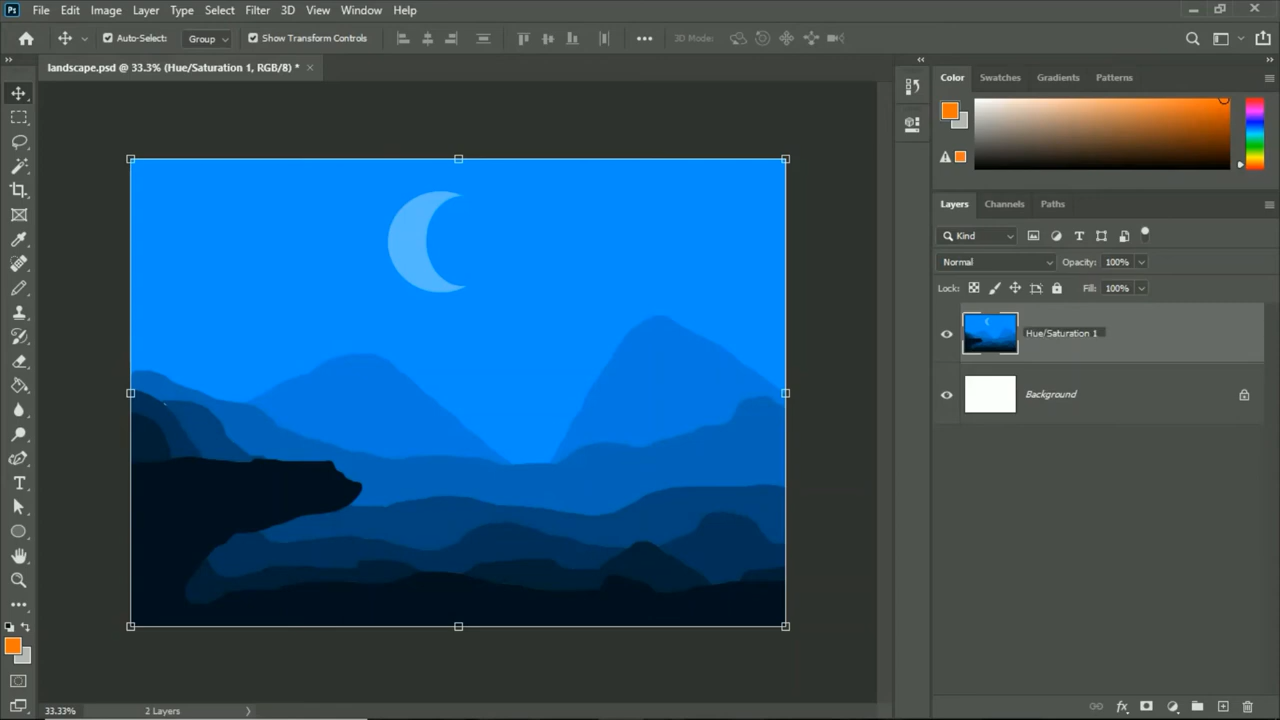 Ps File Edit Image Layer Type Select Filter 3D View Window Help
Auto-Select: Group Show Transform Controls 3D Mode:
landscape.psd @ 33.3% (Hue/Saturation 1, RGB/8) *
Color Swatches Gradients Patterns
Layers Channels Paths
Kind
Normal Opacity: 100%
Lock: Fill: 100%
Hue/Saturation 1
Background
33.33% 2 Layers